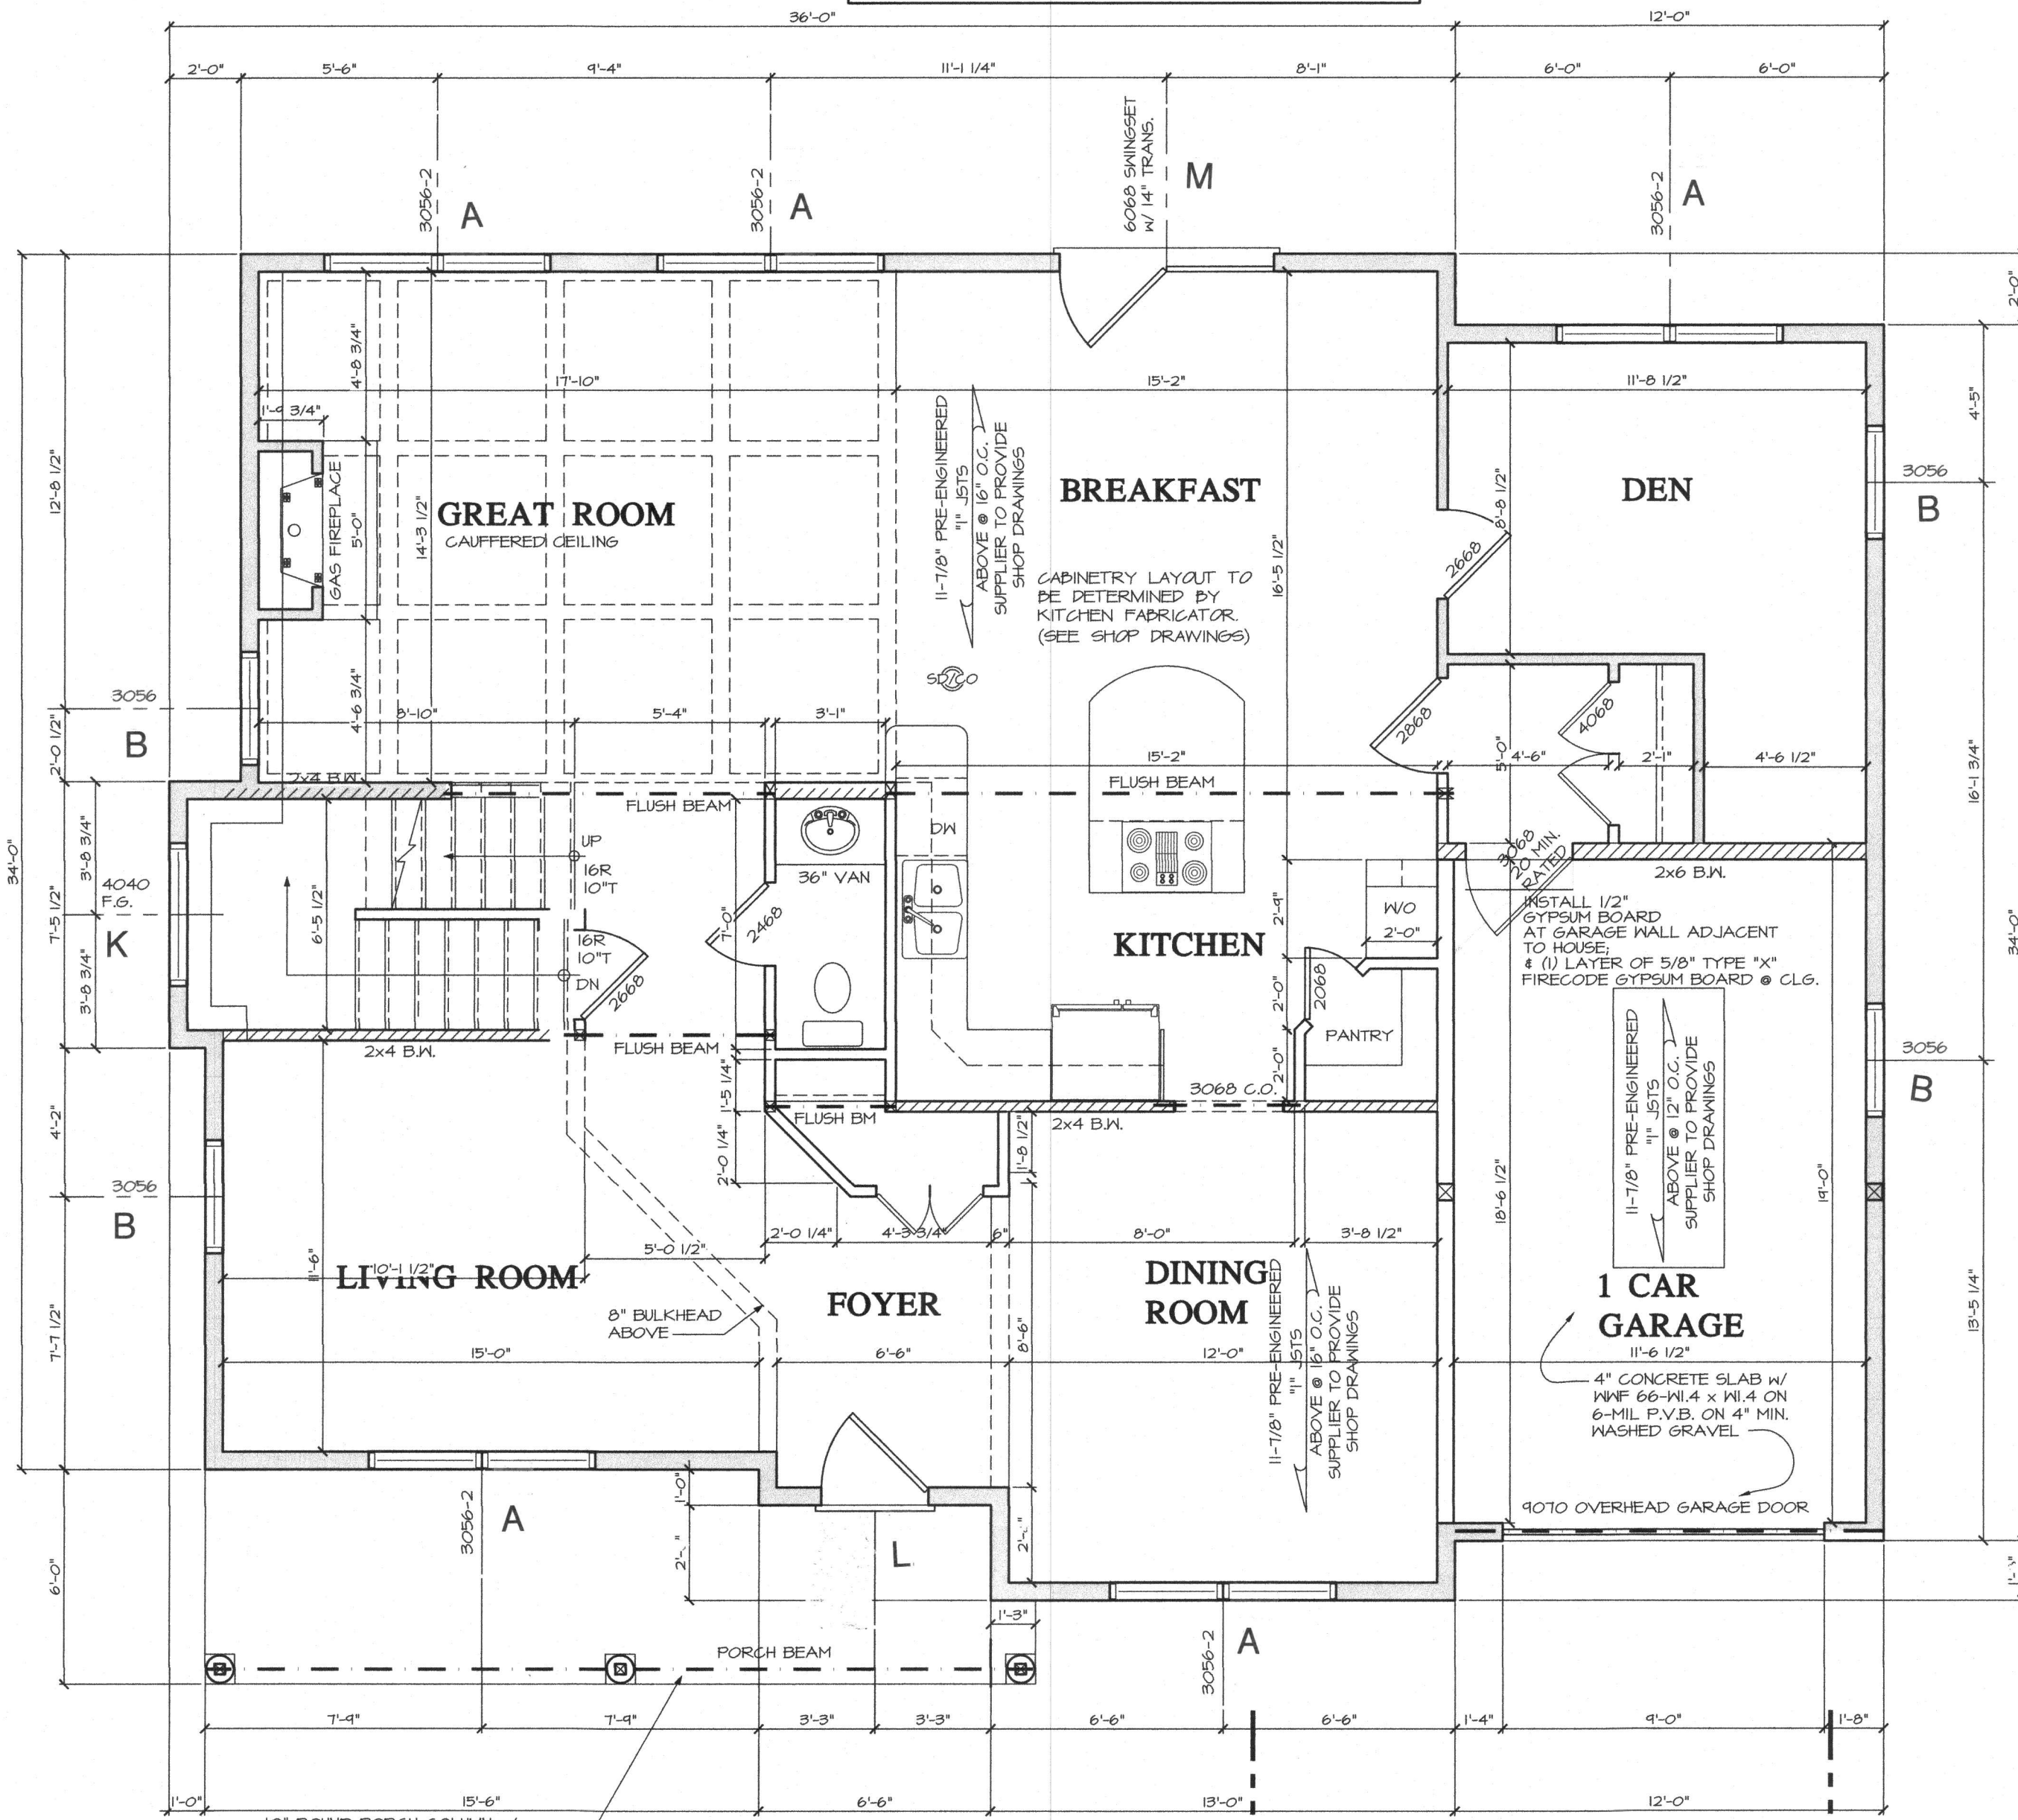 36'-0"
12'-0"
2'-0"
5'-6"
9'-4"
11'-1 1/4"
8'-1"
6'-0"
6'-0"
3056-2
A
3056-2
A
6068 SWINGSET
W/ 14" TRANS.
M
3056-2
A
2'-0"
34'-0"
12'-8 1/2"
2'-0 1/2"
7'-5 1/2"
3'-8 3/4"
3'-8 3/4"
4'-2"
7'-7 1/2"
6'-0"
4'-8 3/4"
17'-10"
15'-2"
11'-8 1/2"
4'-5"
1'-9 3/4"
GAS FIREPLACE
5'-0"
14'-3 1/2"
GREAT ROOM
CAUFFERED CEILING
11-7/8" PRE-ENGINEERED
"I" JSTS
ABOVE @ 16" O.C.
SUPPLIER TO PROVIDE
SHOP DRAWINGS
BREAKFAST
CABINETRY LAYOUT TO
BE DETERMINED BY
KITCHEN FABRICATOR.
(SEE SHOP DRAWINGS)
16'-5 1/2"
DEN
8'-8 1/2"
2668
3056
B
3056
B
4'-6 3/4"
8'-10"
5'-4"
3'-1"
SD/CO
2868
4068
15'-2"
5'-0"
4'-6"
2'-1"
4'-6 1/2"
16'-1 3/4"
2x4 B.W.
FLUSH BEAM
FLUSH BEAM
DW
UP
16R
10"T
36" VAN
3068
20 MIN.
RATED
2x6 B.W.
4040
F.G.
K
6'-5 1/2"
16R
10"T
DN
2668
7'-0"
2468
KITCHEN
2'-9"
W/O
2'-0"
2068
2'-0"
PANTRY
2'-0"
INSTALL 1/2"
GYPSUM BOARD
AT GARAGE WALL ADJACENT
TO HOUSE;
& (1) LAYER OF 5/8" TYPE "X"
FIRECODE GYPSUM BOARD @ CLG.
34'-0"
2x4 B.W.
FLUSH BEAM
1'-5 1/4"
FLUSH BM
3068 C.O.
2x4 B.W.
1'-8 1/2"
2'-0 1/4"
11-7/8" PRE-ENGINEERED
"I" JSTS
ABOVE @ 12" O.C.
SUPPLIER TO PROVIDE
SHOP DRAWINGS
3056
B
3056
B
18'-6 1/2"
19'-0"
2'-0 1/4"
4'-3 3/4"
6"
8'-0"
3'-8 1/2"
5'-0 1/2"
10'-1 1/2"
11'-6"
LIVING ROOM
FOYER
DINING
ROOM
8" BULKHEAD
ABOVE
8'-6"
11-7/8" PRE-ENGINEERED
"I" JSTS
ABOVE @ 16" O.C.
SUPPLIER TO PROVIDE
SHOP DRAWINGS
1 CAR
GARAGE
13'-5 1/4"
15'-0"
6'-6"
12'-0"
11'-6 1/2"
4" CONCRETE SLAB W/
WWF 66-W1.4 x W1.4 ON
6-MIL P.V.B. ON 4" MIN.
WASHED GRAVEL
9070 OVERHEAD GARAGE DOOR
1'-0"
3056-2
A
L
1'-3"
PORCH BEAM
3056-2
A
7'-9"
7'-9"
3'-3"
3'-3"
6'-6"
6'-6"
1'-4"
9'-0"
1'-8"
1'-0"
15'-6"
6'-6"
13'-0"
12'-0"